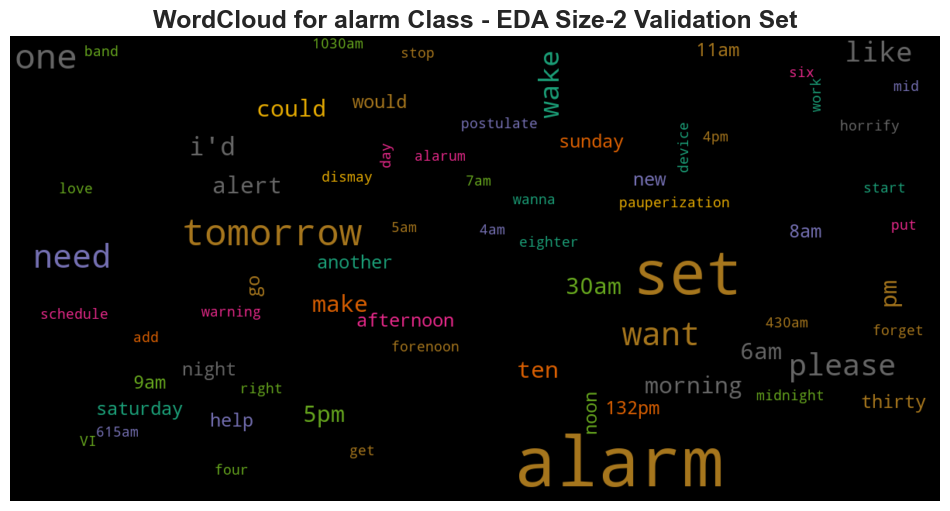 WordCloud for alarm Class - EDA Size-2 Validation Set
one
band
1030am
stop
wake
11am
like
six
work
mid
could
would
postulate
sunday
device
4pm
horrify
i'd
day
alarum
love
alert
dismay
7am
wanna
new
pauperization
start
tomorrow
5am
4am
eighter
8am
put
need
another
go
30am
set
pm
schedule
warning
make
afternoon
add
forenoon
want
430am
forget
night
9am
right
ten
6am
please
morning
midnight
thirty
saturday
help
5pm
noon
132pm
VI
615am
get
four
alarm